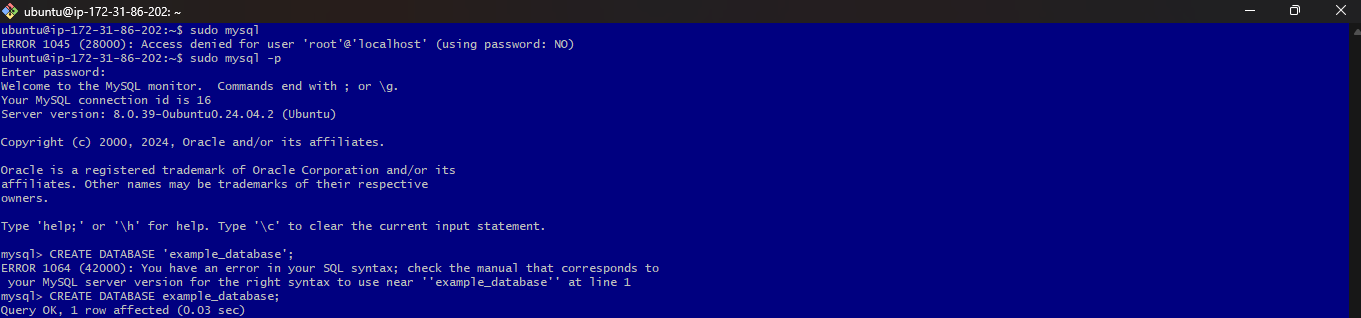 ubuntu@ip-172-31-86-202: ~
ubuntu@ip-172-31-86-202:~$ sudo mysql
ERROR 1045 (28000): Access denied for user 'root'@'localhost' (using password: NO)
ubuntu@ip-172-31-86-202:~$ sudo mysql -p
Enter password:
Welcome to the MySQL monitor.  Commands end with ; or \g.
Your MySQL connection id is 16
Server version: 8.0.39-0ubuntu0.24.04.2 (Ubuntu)
Copyright (c) 2000, 2024, Oracle and/or its affiliates.
Oracle is a registered trademark of Oracle Corporation and/or its
affiliates. Other names may be trademarks of their respective
owners.
Type 'help;' or '\h' for help. Type '\c' to clear the current input statement.
mysql> CREATE DATABASE 'example_database';
ERROR 1064 (42000): You have an error in your SQL syntax; check the manual that corresponds to
your MySQL server version for the right syntax to use near ''example_database'' at line 1
mysql> CREATE DATABASE example_database;
Query OK, 1 row affected (0.03 sec)